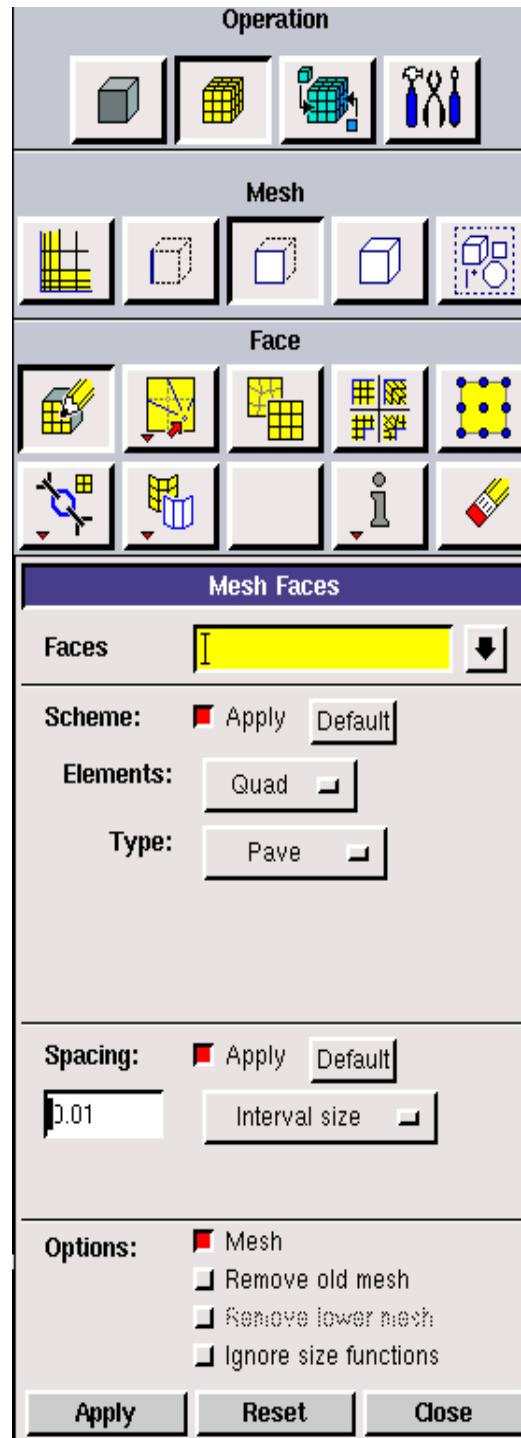 Operation
Mesh
Face
Mesh Faces
Faces
Scheme: Apply Default
Elements: Quad
Type: Pave
Spacing: Apply Default
0.01 Interval size
Options: Mesh
Remove old mesh
Remove lower mesh
Ignore size functions
Apply Reset Close